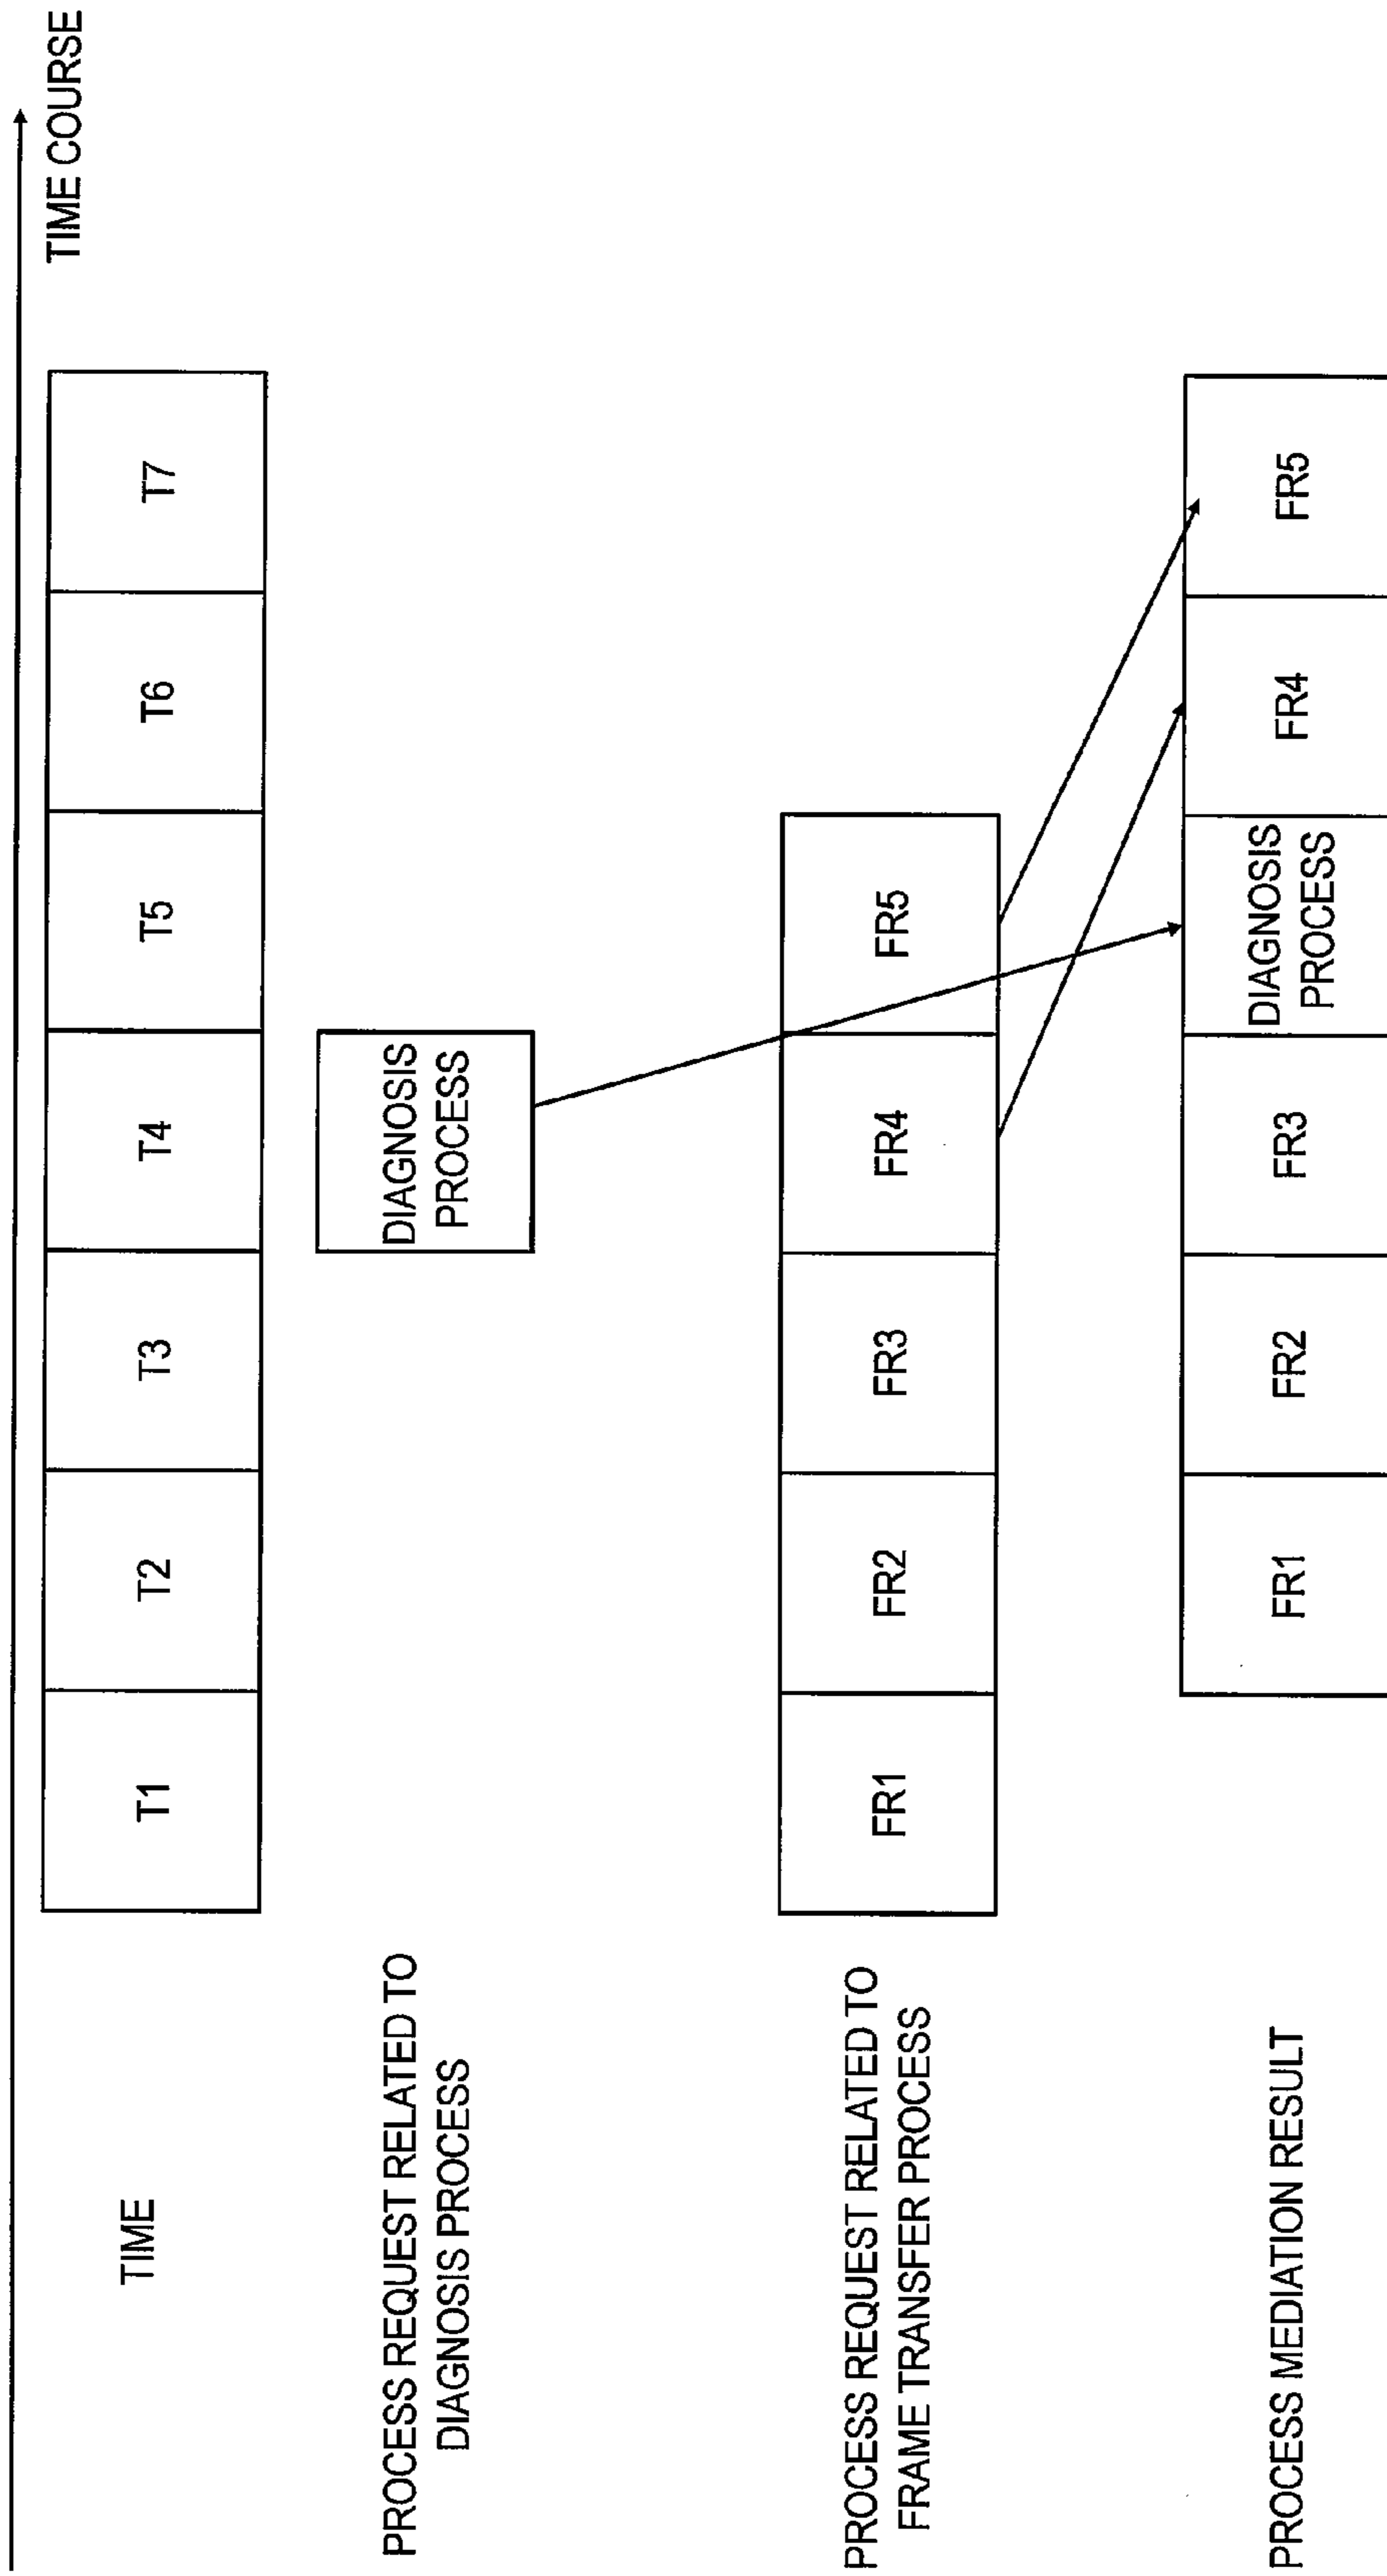 TIME COURSE
TIME
T1
T2
T3
T4
T5
T6
T7
PROCESS REQUEST RELATED TO
DIAGNOSIS PROCESS
DIAGNOSIS
PROCESS
PROCESS REQUEST RELATED TO
FRAME TRANSFER PROCESS
FR1
FR2
FR3
FR4
FR5
PROCESS MEDIATION RESULT
FR1
FR2
FR3
DIAGNOSIS
PROCESS
FR4
FR5